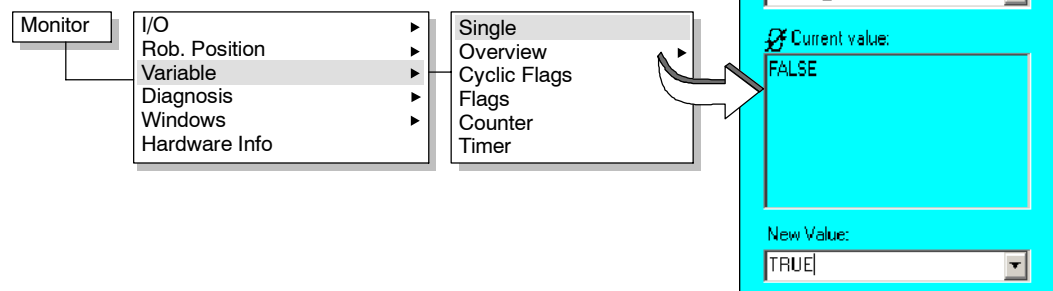 Monitor
I/O
Rob. Position
Variable
Diagnosis
Windows
Hardware Info
Single
Overview
Cyclic Flags
Flags
Counter
Timer
Current value:
FALSE
New Value:
TRUE